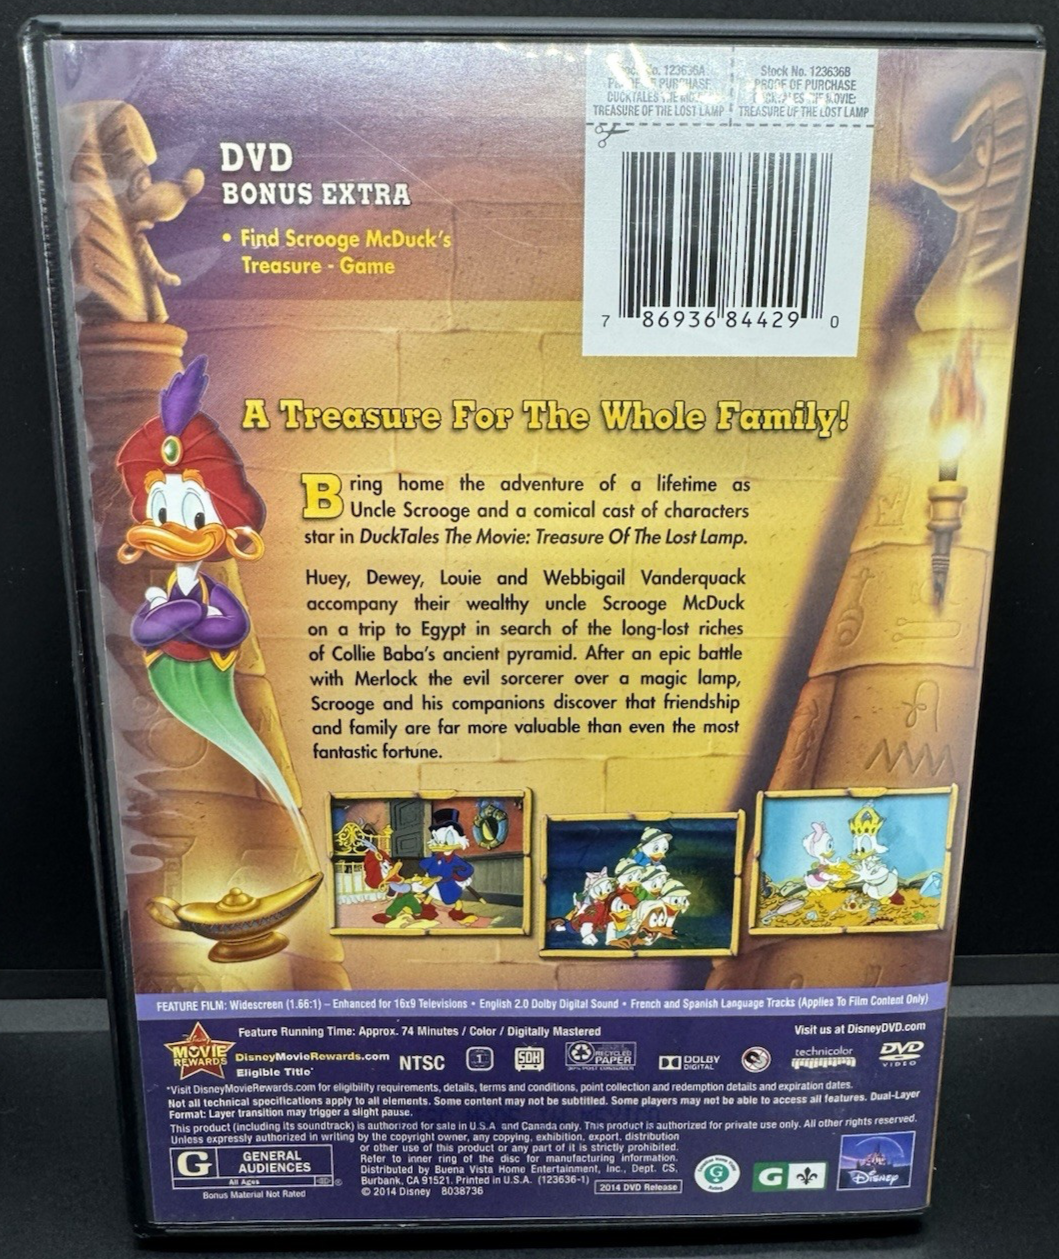 Stock No. 123636A
PROOF OF PURCHASE
DUCKTALES THE MOVIE:
TREASURE OF THE LOST LAMP
Stock No. 123636B
PROOF OF PURCHASE
DUCKTALES THE MOVIE:
TREASURE OF THE LOST LAMP
DVD
BONUS EXTRA
• Find Scrooge McDuck's
Treasure - Game
7 86936 84429 0
A Treasure For The Whole Family!
Bring home the adventure of a lifetime as
Uncle Scrooge and a comical cast of characters
star in DuckTales The Movie: Treasure Of The Lost Lamp.
Huey, Dewey, Louie and Webbigail Vanderquack
accompany their wealthy uncle Scrooge McDuck
on a trip to Egypt in search of the long-lost riches
of Collie Baba's ancient pyramid. After an epic battle
with Merlock the evil sorcerer over a magic lamp,
Scrooge and his companions discover that friendship
and family are far more valuable than even the most
fantastic fortune.
FEATURE FILM: Widescreen (1.66:1) – Enhanced for 16x9 Televisions • English 2.0 Dolby Digital Sound • French and Spanish Language Tracks (Applies To Film Content Only)
Feature Running Time: Approx. 74 Minutes / Color / Digitally Mastered
Visit us at DisneyDVD.com
Disney
MOVIE
REWARDS
DisneyMovieRewards.com
Eligible Title*
NTSC
1
SDH
RECYCLED
PAPER
DOLBY
DIGITAL
technicolor
DVD
VIDEO
*Visit DisneyMovieRewards.com for eligibility requirements, details, terms and conditions, point collection and redemption details and expiration dates.
Not all technical specifications apply to all elements. Some content may not be subtitled. Some players may not be able to access all features. Dual-Layer
Format: Layer transition may trigger a slight pause.
This product (including its soundtrack) is authorized for sale in U.S.A and Canada only. This product is authorized for private use only. All other rights reserved.
Unless expressly authorized in writing by the copyright owner, any copying, exhibition, export, distribution
or other use of this product or any part of it is strictly prohibited.
Refer to inner ring of the disc for manufacturing information.
Distributed by Buena Vista Home Entertainment, Inc., Dept. CS,
Burbank, CA 91521. Printed in U.S.A. (123636-1)
© 2014 Disney 8038736
2014 DVD Release
G
GENERAL
AUDIENCES
All Ages
®
Bonus Material Not Rated
G
G
Disney